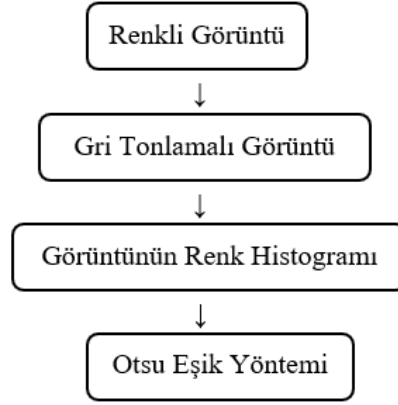 Renkli Görüntü
↓
Gri Tonlamalı Görüntü
↓
Görüntünün Renk Histogramı
↓
Otsu Eşik Yöntemi